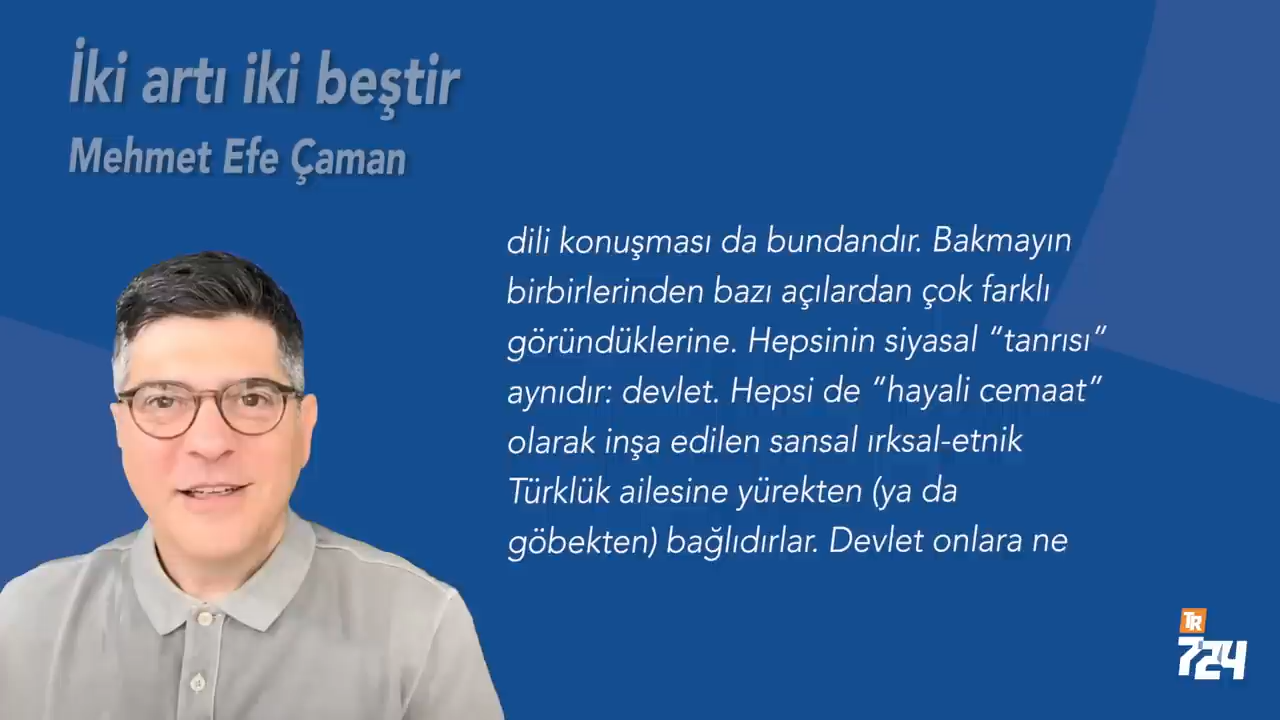 İki artı iki beştir
Mehmet Efe Çaman
dili konuşması da bundandır. Bakmayın
birbirlerinden bazı açılardan çok farklı
göründüklerine. Hepsinin siyasal “tanrısı”
aynıdır: devlet. Hepsi de “hayali cemaat”
olarak inşa edilen sansal ırksal-etnik
Türklük ailesine yürekten (ya da
göbekten) bağlıdırlar. Devlet onlara ne
TR
7/24